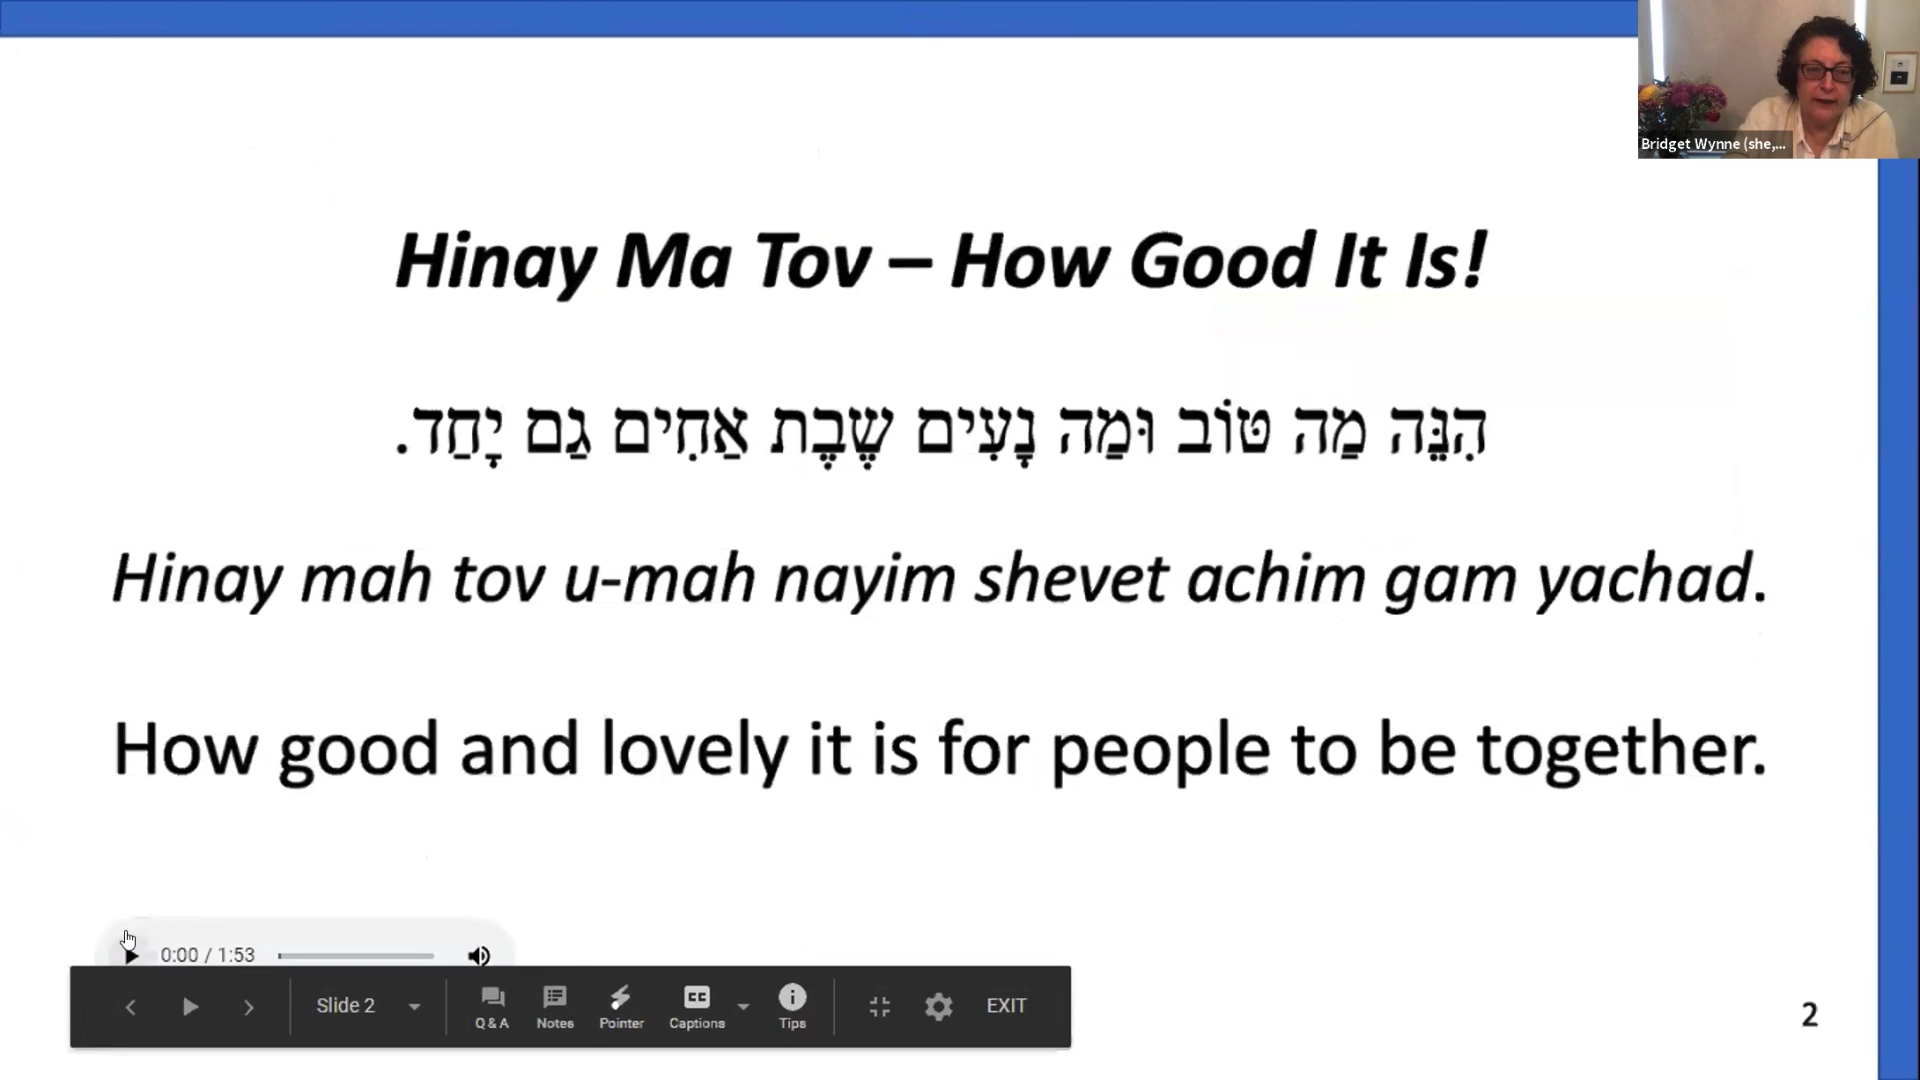 Bridget Wynne (she,...
Hinay Ma Tov – How Good It Is!
הִנֵּה מַה טּוֹב וּמַה נָּעִים שֶׁבֶת אַחִים גַּם יָחַד.
Hinay mah tov u-mah nayim shevet achim gam yachad.
How good and lovely it is for people to be together.
0:00 / 1:53
Slide 2
Q & A
Notes
Pointer
CC
Captions
Tips
EXIT
2